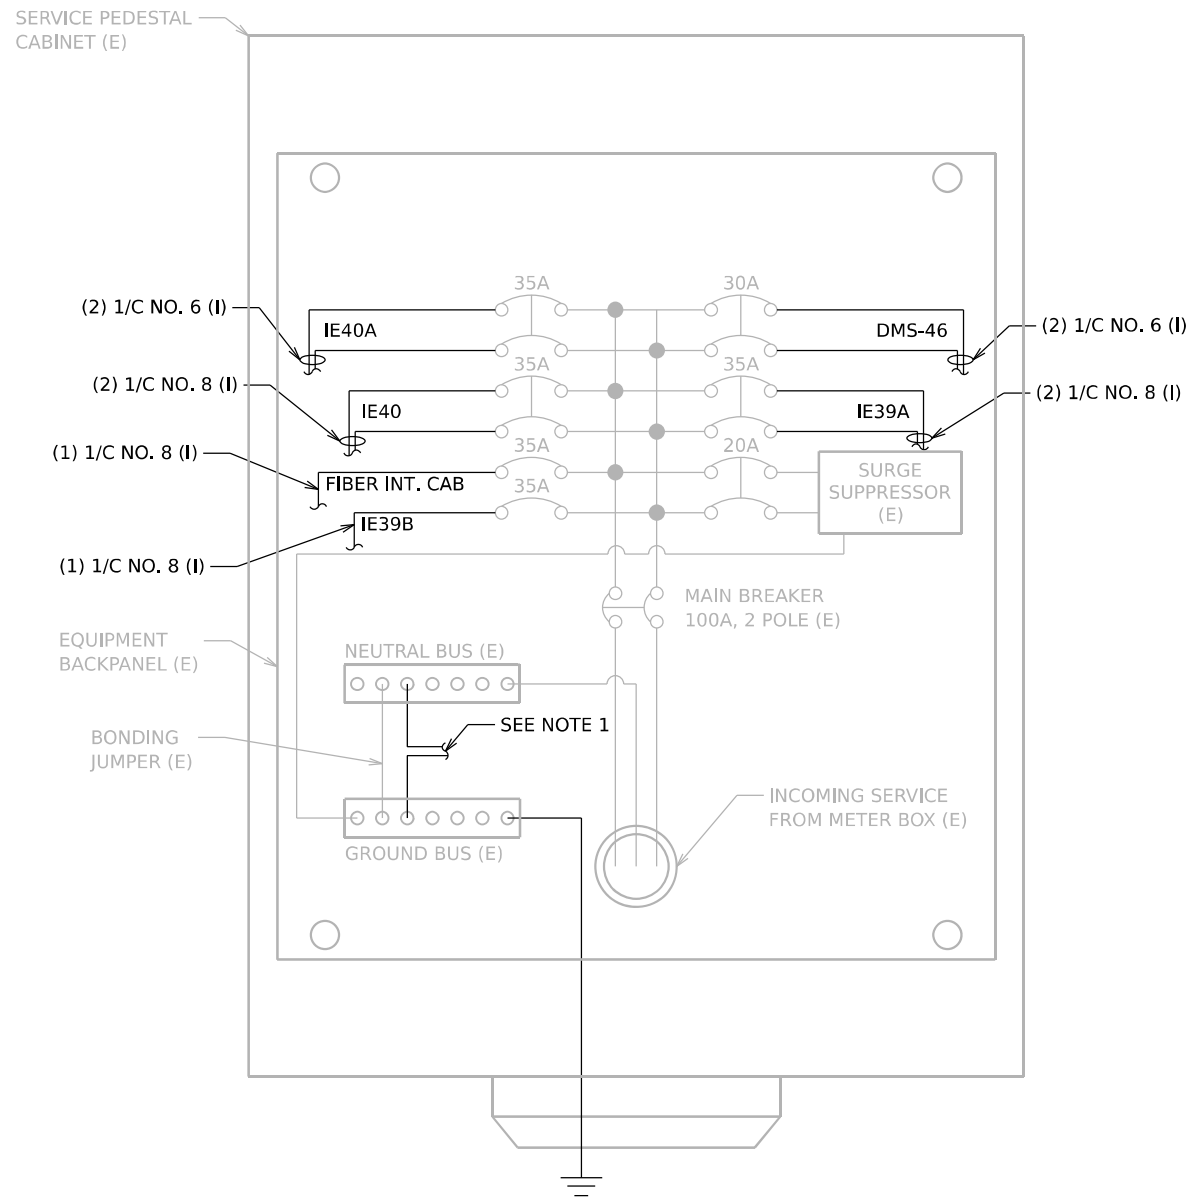 SERVICE PEDESTAL
CABINET (E)
35A
30A
(2) 1/C NO. 6 (I)
IE40A
DMS-46
(2) 1/C NO. 6 (I)
35A
35A
(2) 1/C NO. 8 (I)
IE40
IE39A
(2) 1/C NO. 8 (I)
35A
20A
(1) 1/C NO. 8 (I)
FIBER INT. CAB
SURGE
SUPPRESSOR
(E)
35A
IE39B
(1) 1/C NO. 8 (I)
MAIN BREAKER
100A, 2 POLE (E)
EQUIPMENT
BACKPANEL (E)
NEUTRAL BUS (E)
SEE NOTE 1
BONDING
JUMPER (E)
INCOMING SERVICE
FROM METER BOX (E)
GROUND BUS (E)